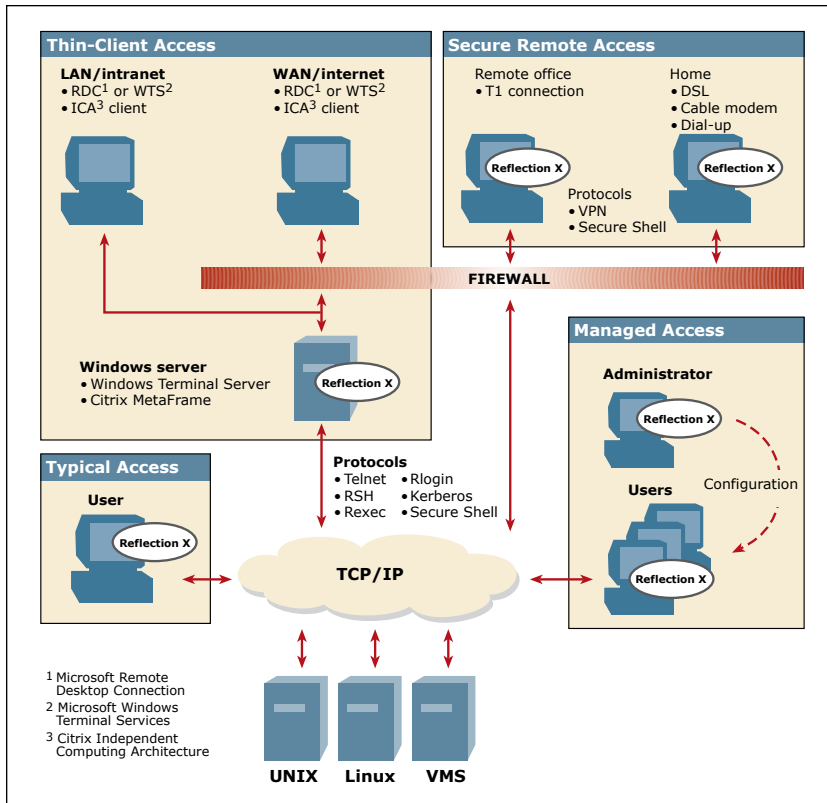 Thin-Client Access
LAN/intranet
• RDC¹ or WTS²
• ICA³ client
WAN/internet
• RDC¹ or WTS²
• ICA³ client
Secure Remote Access
Remote office
• T1 connection
Home
• DSL
• Cable modem
• Dial-up
Reflection X
Reflection X
Protocols
• VPN
• Secure Shell
FIREWALL
Windows server
• Windows Terminal Server
• Citrix MetaFrame
Reflection X
Managed Access
Administrator
Reflection X
Configuration
Users
Reflection X
Typical Access
User
Reflection X
Protocols
• Telnet
• RSH
• Rexec
• Rlogin
• Kerberos
• Secure Shell
TCP/IP
UNIX
Linux
VMS
¹ Microsoft Remote
Desktop Connection
² Microsoft Windows
Terminal Services
³ Citrix Independent
Computing Architecture